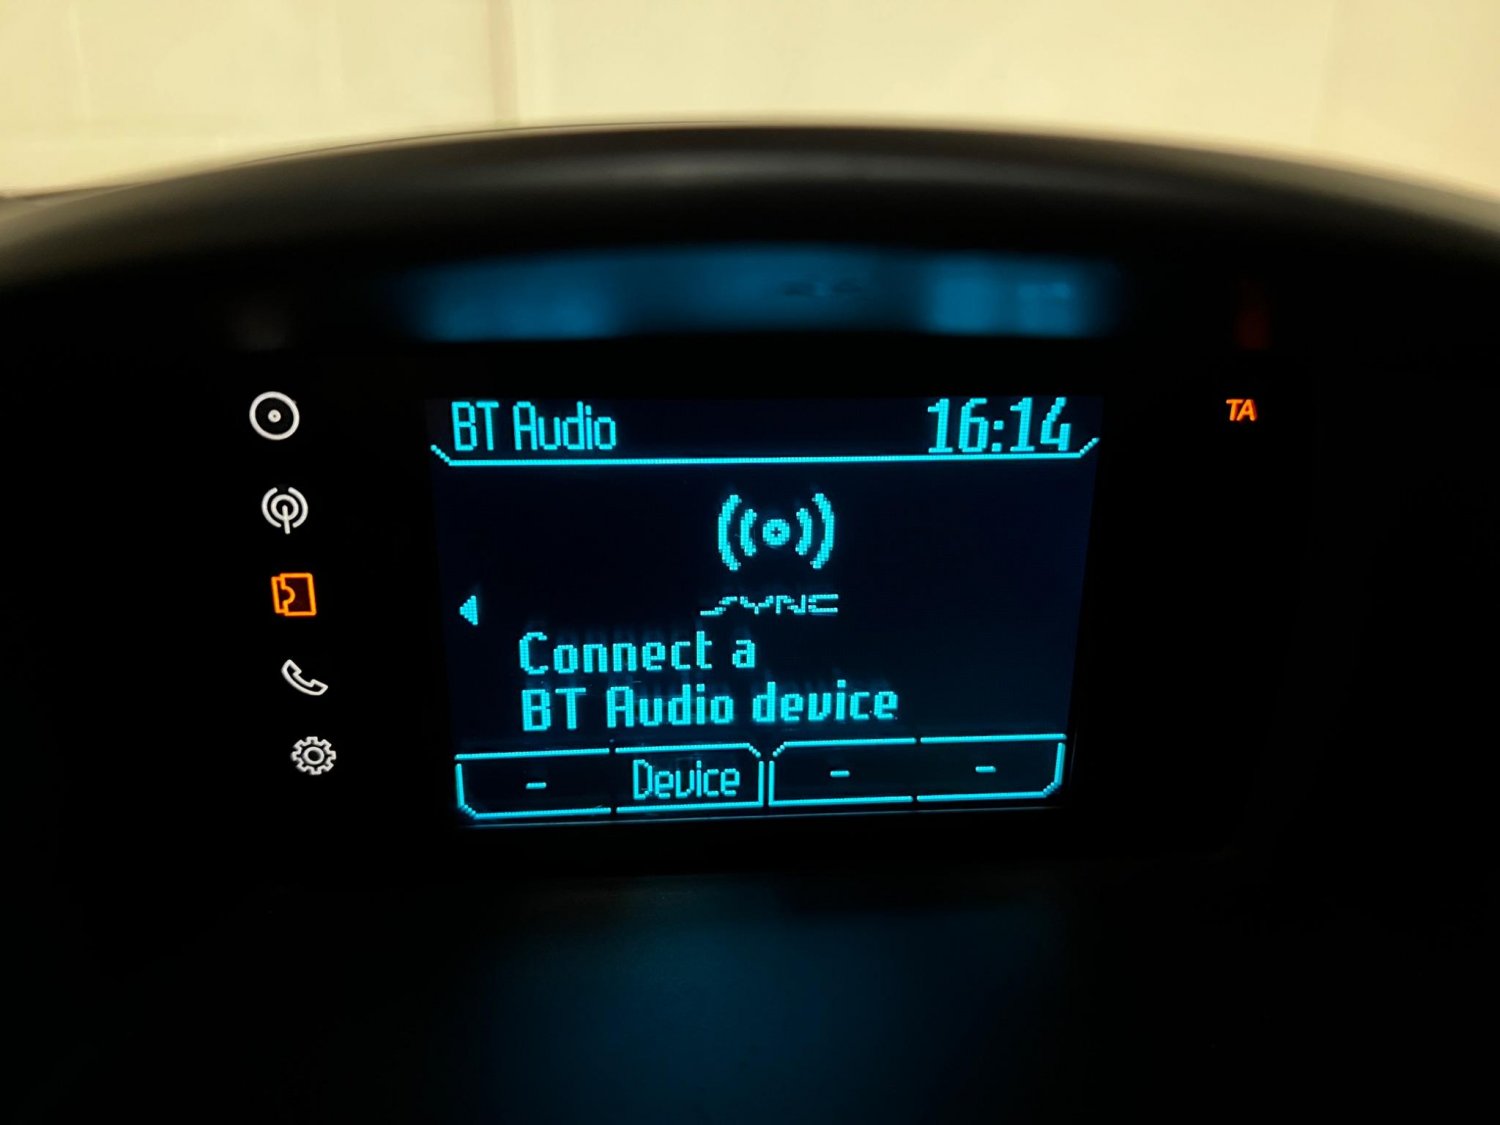 BT Audio 16:14
TA
SYNC
Connect a
BT Audio device
- Device - -